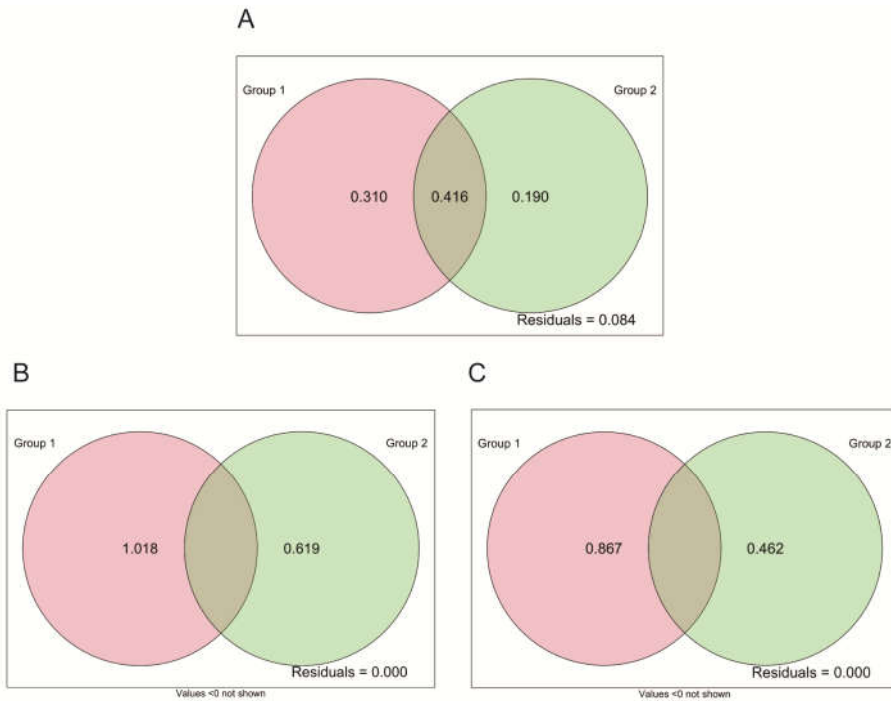 A
Group 1
Group 2
0.310
0.416
0.190
Residuals = 0.084
B
Group 1
Group 2
1.018
0.619
Residuals = 0.000
Values <0 not shown
C
Group 1
Group 2
0.867
0.462
Residuals = 0.000
Values <0 not shown